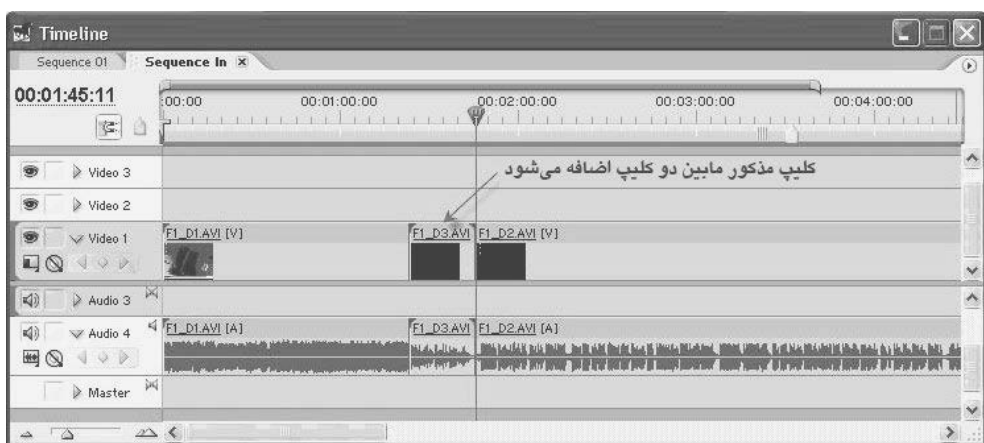 Timeline
Sequence 01 Sequence In x
00:01:45:11 :00:00 00:01:00:00 00:02:00:00 00:03:00:00 00:04:00:00
Video 3
کلیپ مذکور مابین دو کلیپ اضافه می‌شود
Video 2
Video 1 F1_D1.AVI [V] F1_D3.AVI F1_D2.AVI [V]
Audio 3
Audio 4 F1_D1.AVI [A] F1_D3.AVI F1_D2.AVI [A]
Master